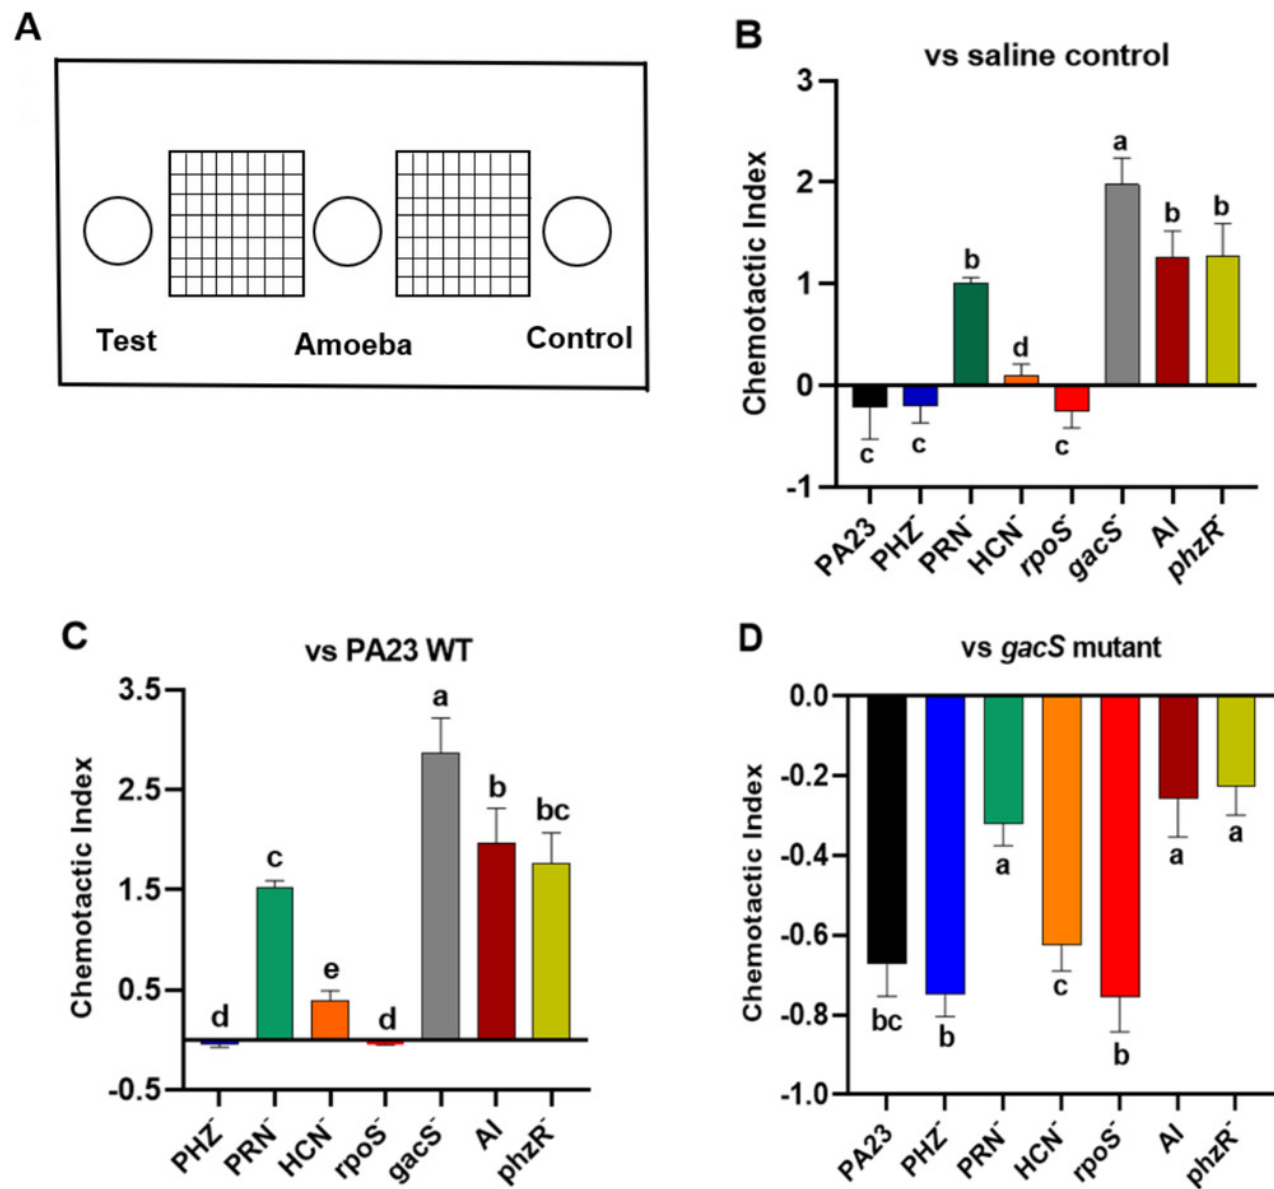 A
Test
Amoeba
Control
B
vs saline control
Chemotactic Index
3
2
1
0
-1
a
b
b
b
d
c
c
c
PA23
PHZ⁻
PRN⁻
HCN⁻
rpoS⁻
gacS⁻
AI
phzR⁻
C
vs PA23 WT
Chemotactic Index
3.5
2.5
1.5
0.5
-0.5
d
c
e
d
a
b
bc
PHZ⁻
PRN⁻
HCN⁻
rpoS⁻
gacS⁻
AI
phzR⁻
D
vs gacS mutant
Chemotactic Index
0.0
-0.2
-0.4
-0.6
-0.8
-1.0
bc
b
a
c
b
a
a
PA23
PHZ⁻
PRN⁻
HCN⁻
rpoS⁻
AI
phzR⁻